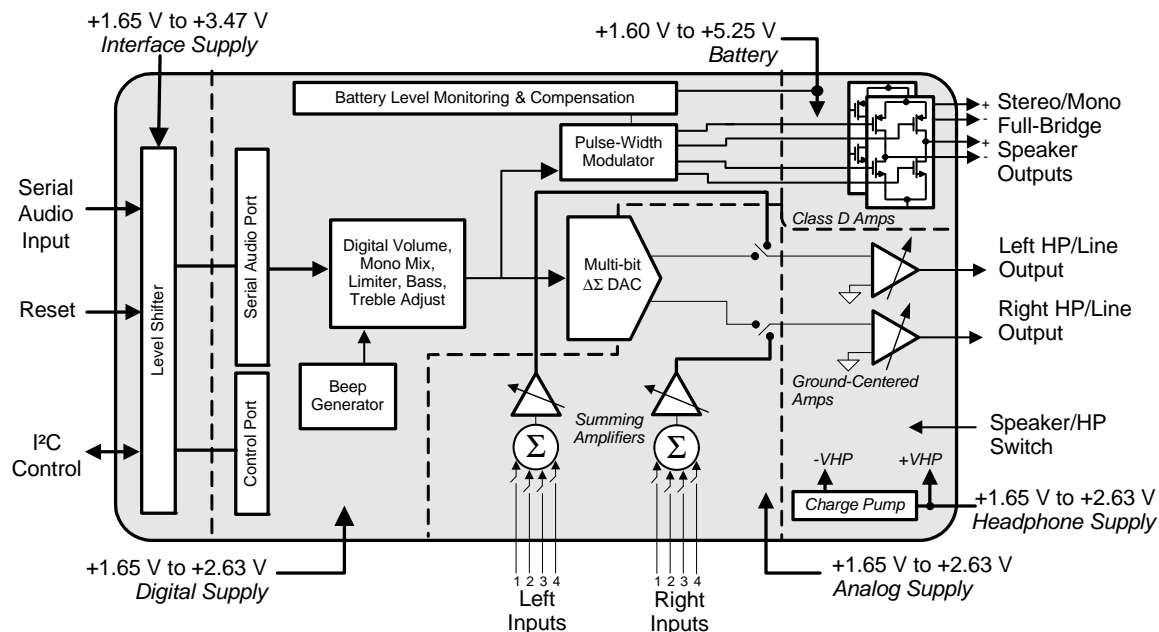 +1.65 V to +3.47 V
Interface Supply
+1.60 V to +5.25 V
Battery
Battery Level Monitoring & Compensation
Pulse-Width
Modulator
+
-
+
-
Stereo/Mono
Full-Bridge
Speaker
Outputs
Class D Amps
Serial
Audio
Input
Reset
I²C
Control
Level Shifter
Serial Audio Port
Control Port
Digital Volume,
Mono Mix,
Limiter, Bass,
Treble Adjust
Beep
Generator
Multi-bit
ΔΣ DAC
Left HP/Line
Output
Right HP/Line
Output
Ground-Centered
Amps
Summing
Amplifiers
Σ
Σ
Speaker/HP
Switch
-VHP
+VHP
Charge Pump
+1.65 V to +2.63 V
Headphone Supply
+1.65 V to +2.63 V
Digital Supply
1 2 3 4
Left
Inputs
1 2 3 4
Right
Inputs
+1.65 V to +2.63 V
Analog Supply